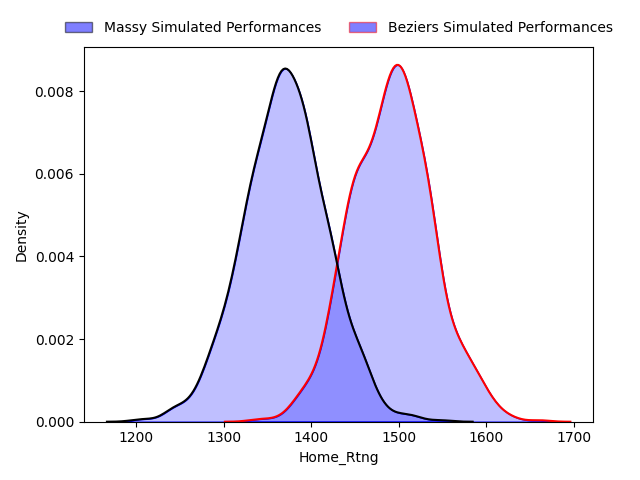 Massy Simulated Performances Beziers Simulated Performances
0.008
0.006
Density
0.004
0.002
0.000
1200 1300 1400 1500 1600 1700
Home_Rtng